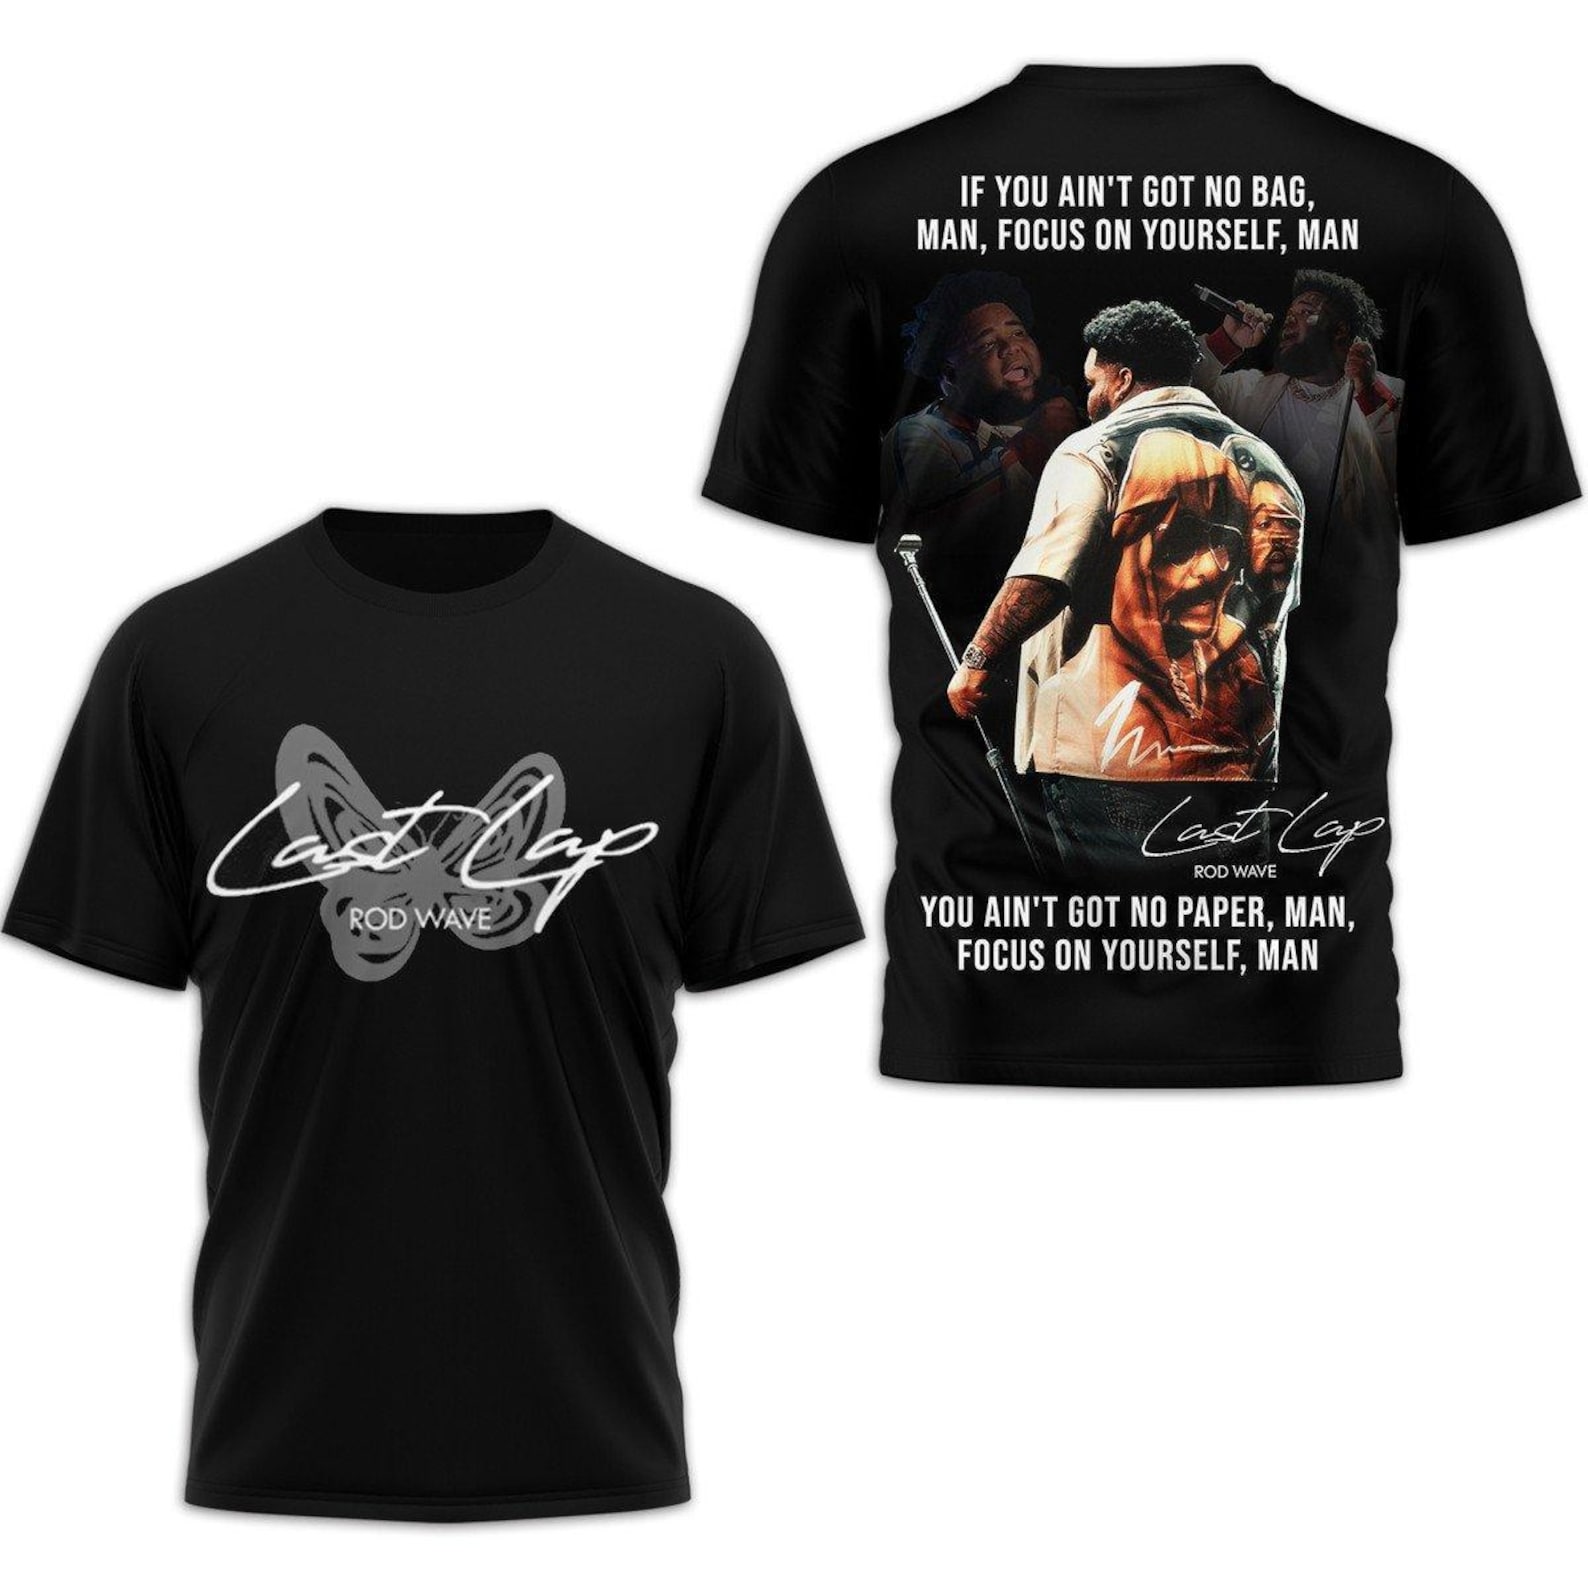 Last Lap
ROD WAVE
IF YOU AIN'T GOT NO BAG,
MAN, FOCUS ON YOURSELF, MAN
Last Lap
ROD WAVE
YOU AIN'T GOT NO PAPER, MAN,
FOCUS ON YOURSELF, MAN